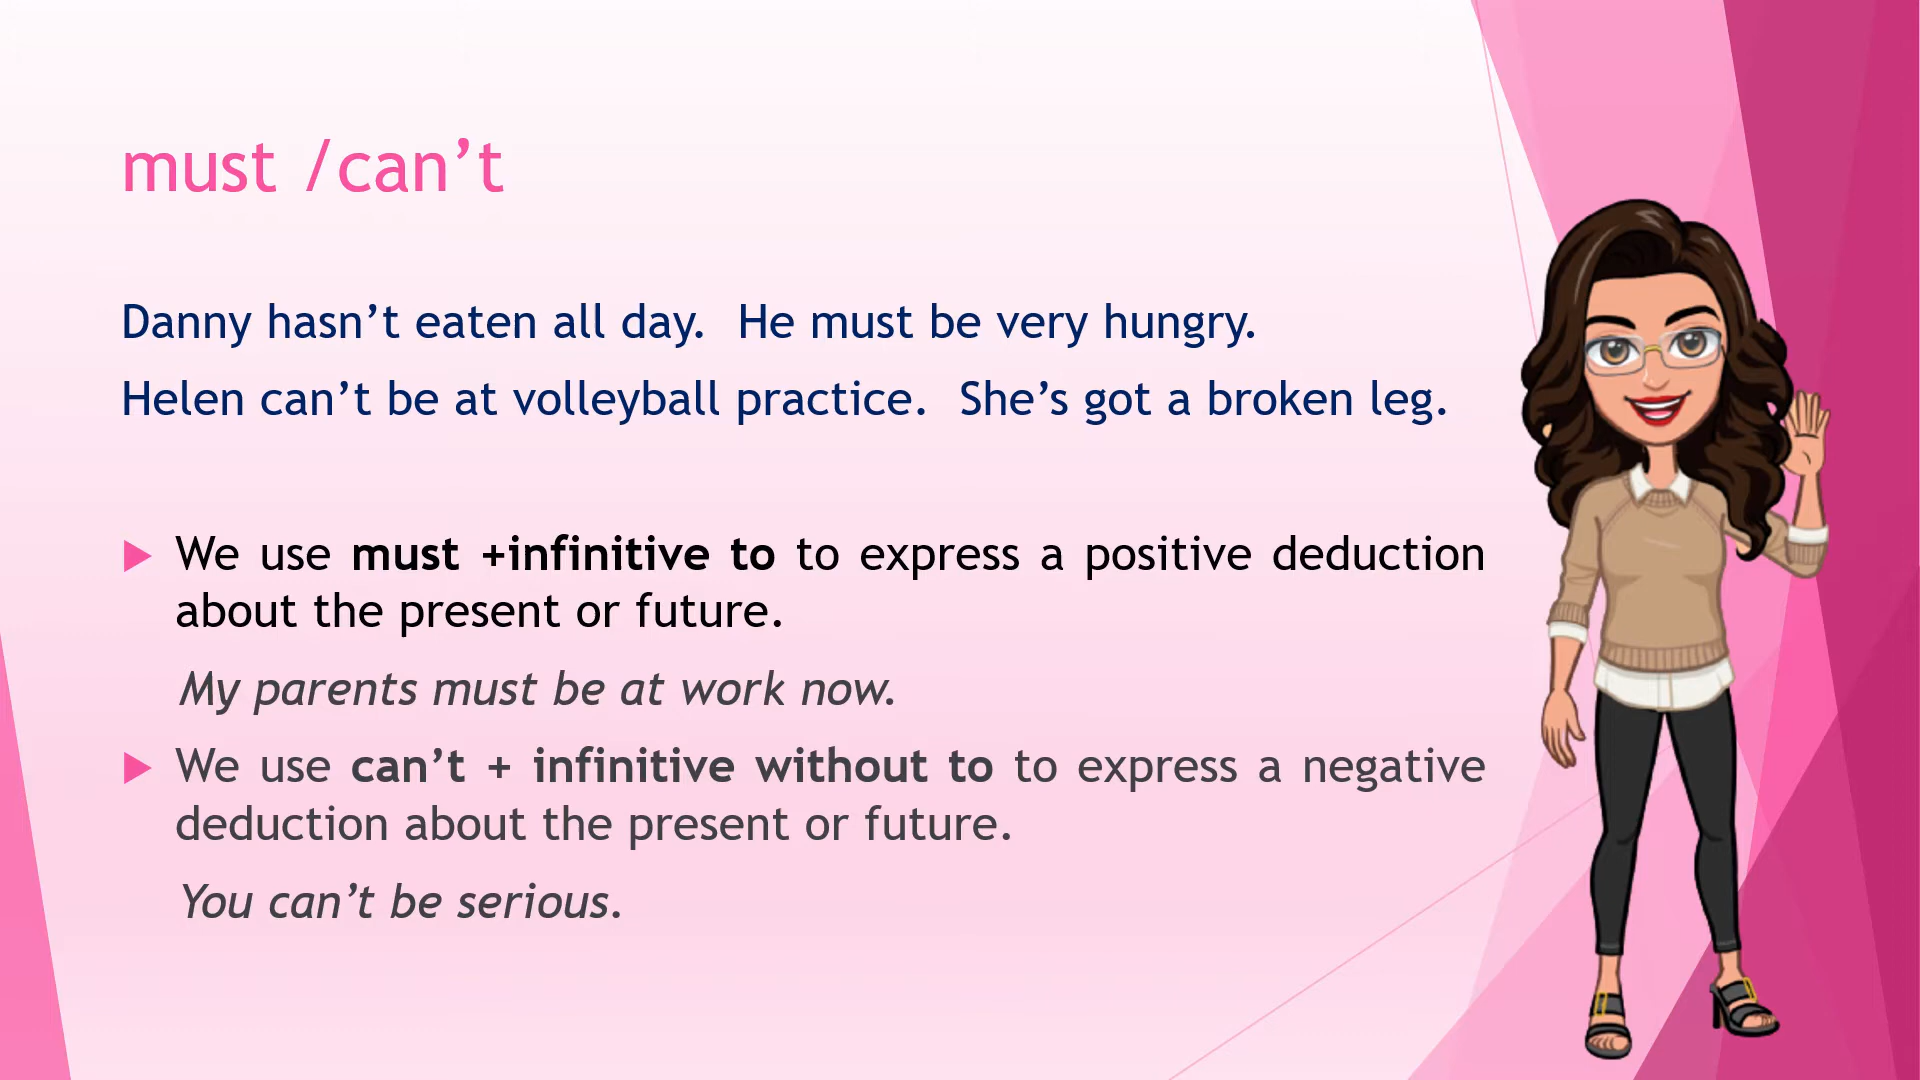 must /can’t
Danny hasn’t eaten all day.  He must be very hungry.
Helen can’t be at volleyball practice.  She’s got a broken leg.
We use must +infinitive to to express a positive deduction
about the present or future.
My parents must be at work now.
We use can’t + infinitive without to to express a negative
deduction about the present or future.
You can’t be serious.